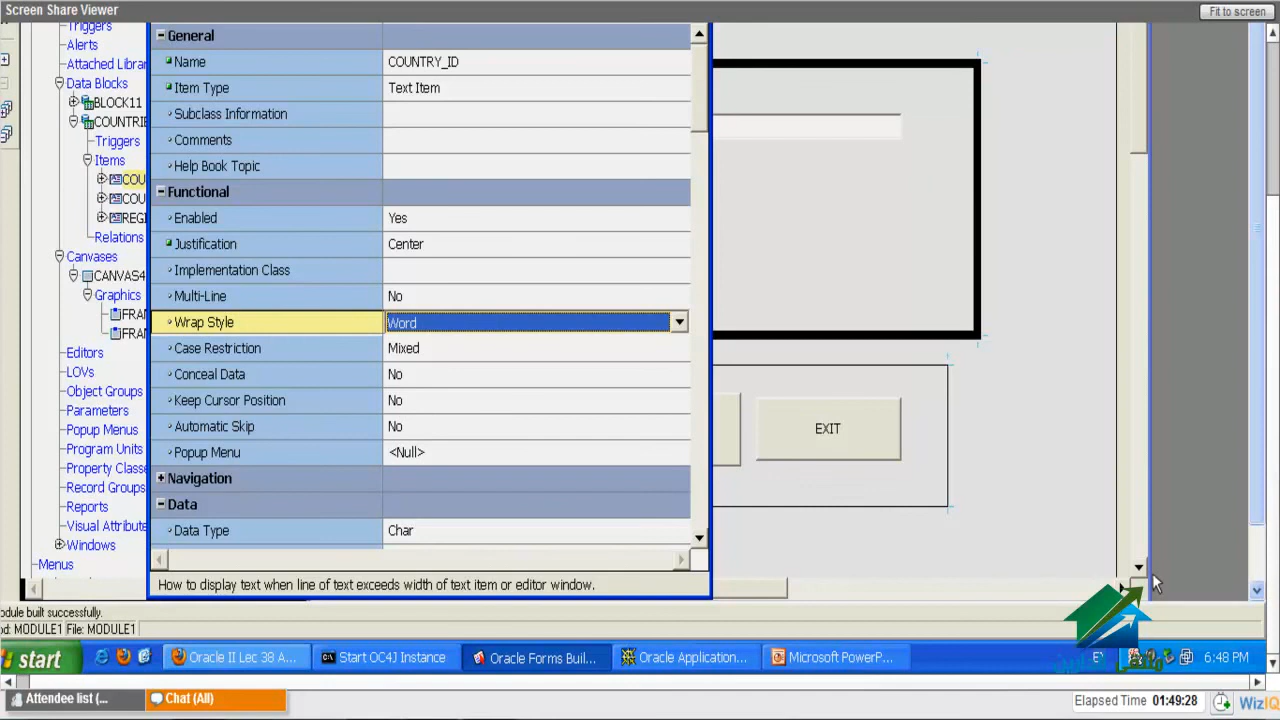 Screen Share Viewer
Fit to screen
Triggers
Alerts
Attached Librar
Data Blocks
BLOCK11
COUNTRIE
Triggers
Items
COU
COU
REGI
Relations
Canvases
CANVAS4
Graphics
FRAN
FRAN
Editors
LOVs
Object Groups
Parameters
Popup Menus
Program Units
Property Classe
Record Groups
Reports
Visual Attribute
Windows
Menus
General
Name COUNTRY_ID
Item Type Text Item
Subclass Information
Comments
Help Book Topic
Functional
Enabled Yes
Justification Center
Implementation Class
Multi-Line No
Wrap Style Word
Case Restriction Mixed
Conceal Data No
Keep Cursor Position No
Automatic Skip No
Popup Menu <Null>
Navigation
Data
Data Type Char
How to display text when line of text exceeds width of text item or editor window.
EXIT
odule built successfully.
od: MODULE1 File: MODULE1
start
Oracle II Lec 38 A...
Start OC4J Instance
Oracle Forms Buil...
Oracle Application...
Microsoft PowerP...
EN
6:48 PM
Attendee list (...
Chat (All)
Elapsed Time 01:49:28
WizIQ